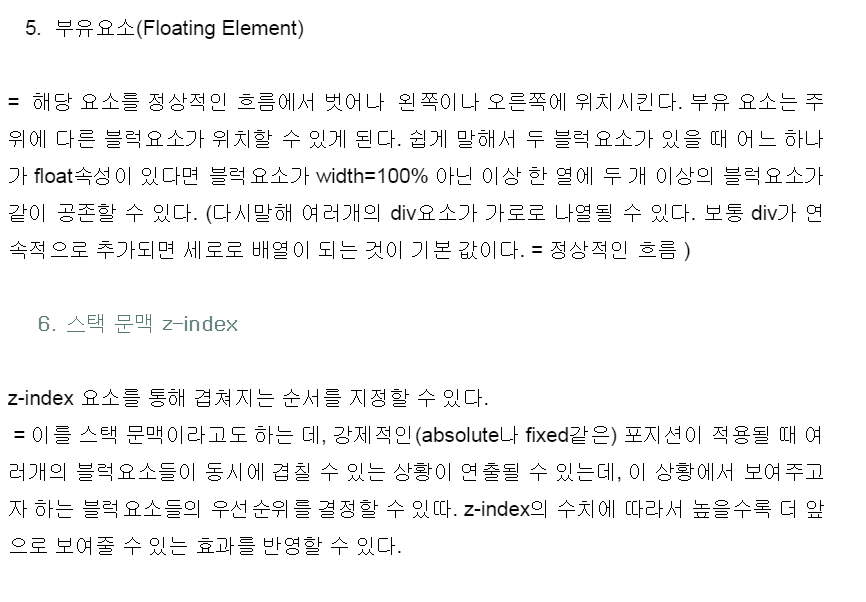 5. 부유요소(Floating Element)
= 해당 요소를 정상적인 흐름에서 벗어나 왼쪽이나 오른쪽에 위치시킨다. 부유 요소는 주
위에 다른 블럭요소가 위치할 수 있게 된다. 쉽게 말해서 두 블럭요소가 있을 때 어느 하나
가 float속성이 있다면 블럭요소가 width=100% 아닌 이상 한 열에 두 개 이상의 블럭요소가
같이 공존할 수 있다. (다시말해 여러개의 div요소가 가로로 나열될 수 있다. 보통 div가 연
속적으로 추가되면 세로로 배열이 되는 것이 기본 값이다. = 정상적인 흐름 )
6. 스택 문맥 z-index
z-index 요소를 통해 겹쳐지는 순서를 지정할 수 있다.
= 이를 스택 문맥이라고도 하는 데, 강제적인(absolute나 fixed같은) 포지션이 적용될 때 여
러개의 블럭요소들이 동시에 겹칠 수 있는 상황이 연출될 수 있는데, 이 상황에서 보여주고
자 하는 블럭요소들의 우선순위를 결정할 수 있따. z-index의 수치에 따라서 높을수록 더 앞
으로 보여줄 수 있는 효과를 반영할 수 있다.